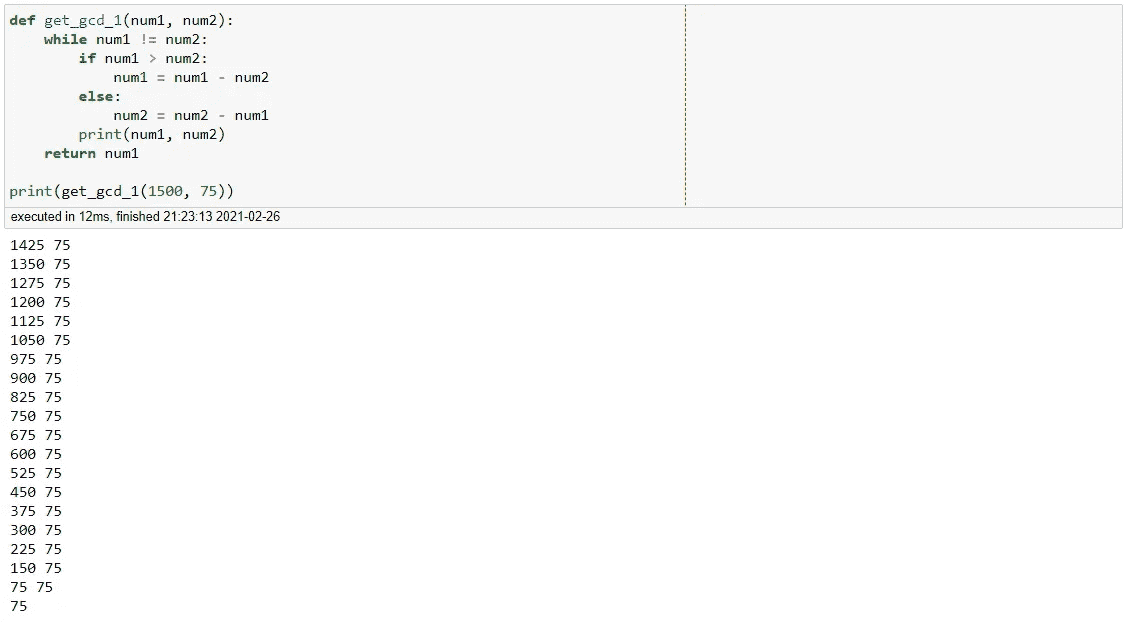 def get_gcd_1(num1, num2):
    while num1 != num2:
        if num1 > num2:
            num1 = num1 - num2
        else:
            num2 = num2 - num1
        print(num1, num2)
    return num1

print(get_gcd_1(1500, 75))
executed in 12ms, finished 21:23:13 2021-02-26
1425 75
1350 75
1275 75
1200 75
1125 75
1050 75
975 75
900 75
825 75
750 75
675 75
600 75
525 75
450 75
375 75
300 75
225 75
150 75
75 75
75